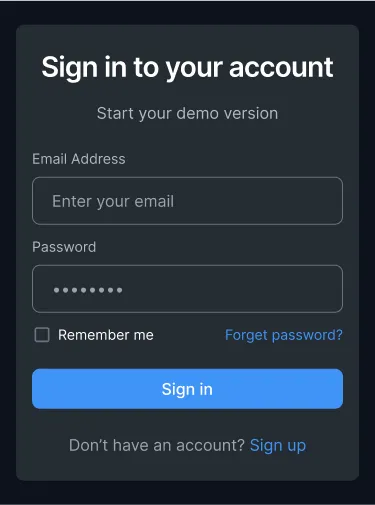 Sign in to your account
Start your demo version
Email Address
Enter your email
Password
••••••••
Remember me Forget password?
Sign in
Don’t have an account? Sign up